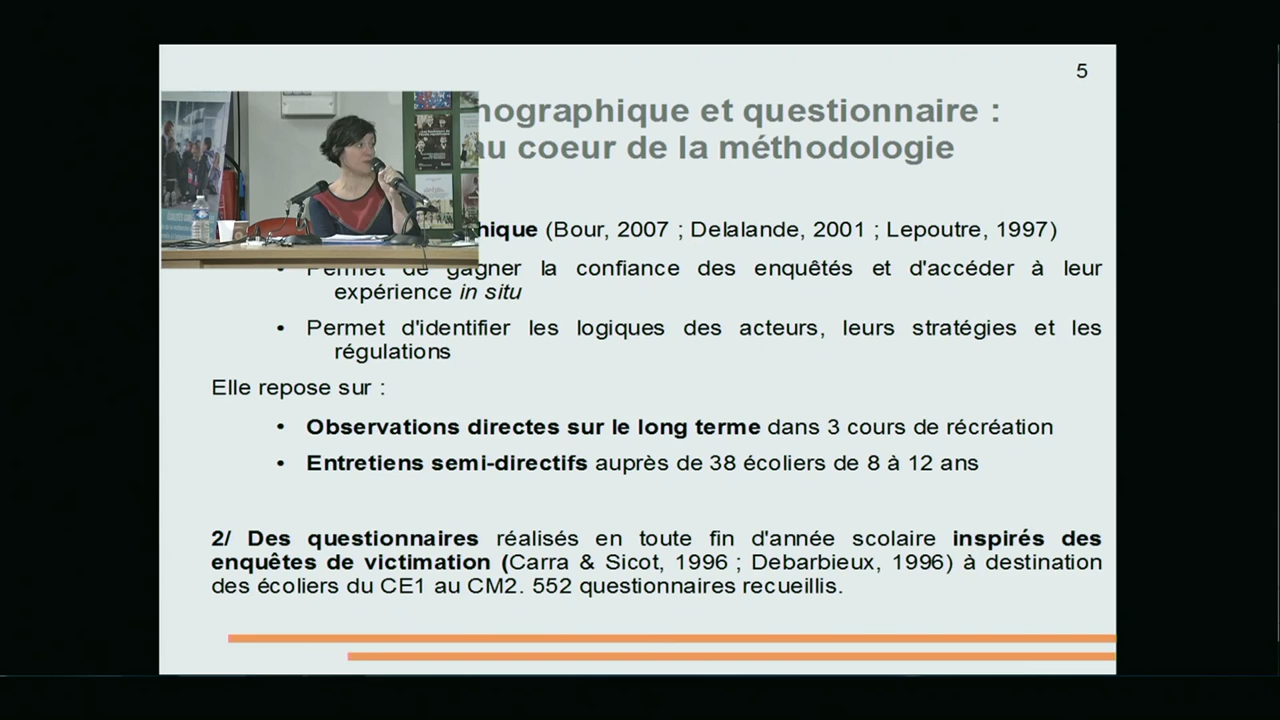 5
nographique et questionnaire :
au coeur de la méthodologie
hique (Bour, 2007 ; Delalande, 2001 ; Lepoutre, 1997)
• Permet de gagner la confiance des enquêtés et d'accéder à leur
expérience in situ
• Permet d'identifier les logiques des acteurs, leurs stratégies et les
régulations
Elle repose sur :
• Observations directes sur le long terme dans 3 cours de récréation
• Entretiens semi-directifs auprès de 38 écoliers de 8 à 12 ans
2/ Des questionnaires réalisés en toute fin d'année scolaire inspirés des
enquêtes de victimation (Carra & Sicot, 1996 ; Debarbieux, 1996) à destination
des écoliers du CE1 au CM2. 552 questionnaires recueillis.